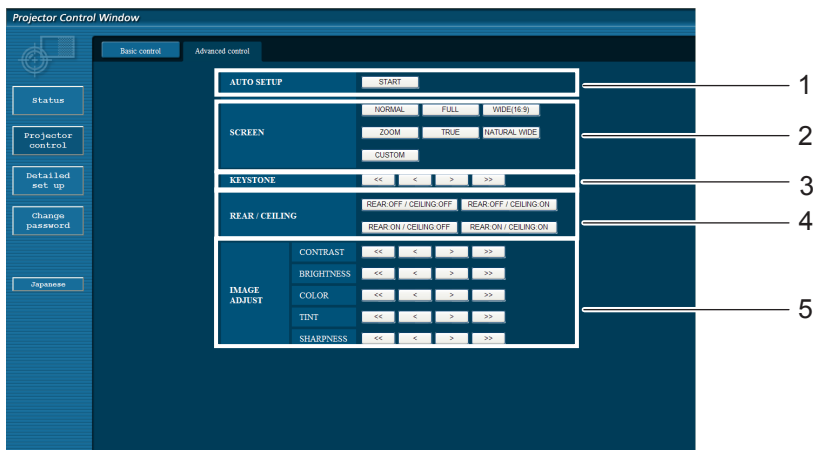 Projector Control Window
Basic control
Advanced control
Status
Projector
control
Detailed
set up
Change
password
Japanese
AUTO SETUP
START
1
SCREEN
NORMAL
FULL
WIDE(16:9)
ZOOM
TRUE
NATURAL WIDE
CUSTOM
2
KEYSTONE
<<
<
>
>>
3
REAR / CEILING
REAR:OFF / CEILING:OFF
REAR:OFF / CEILING:ON
REAR:ON / CEILING:OFF
REAR:ON / CEILING:ON
4
IMAGE
ADJUST
CONTRAST
<<
<
>
>>
BRIGHTNESS
<<
<
>
>>
COLOR
<<
<
>
>>
TINT
<<
<
>
>>
SHARPNESS
<<
<
>
>>
5